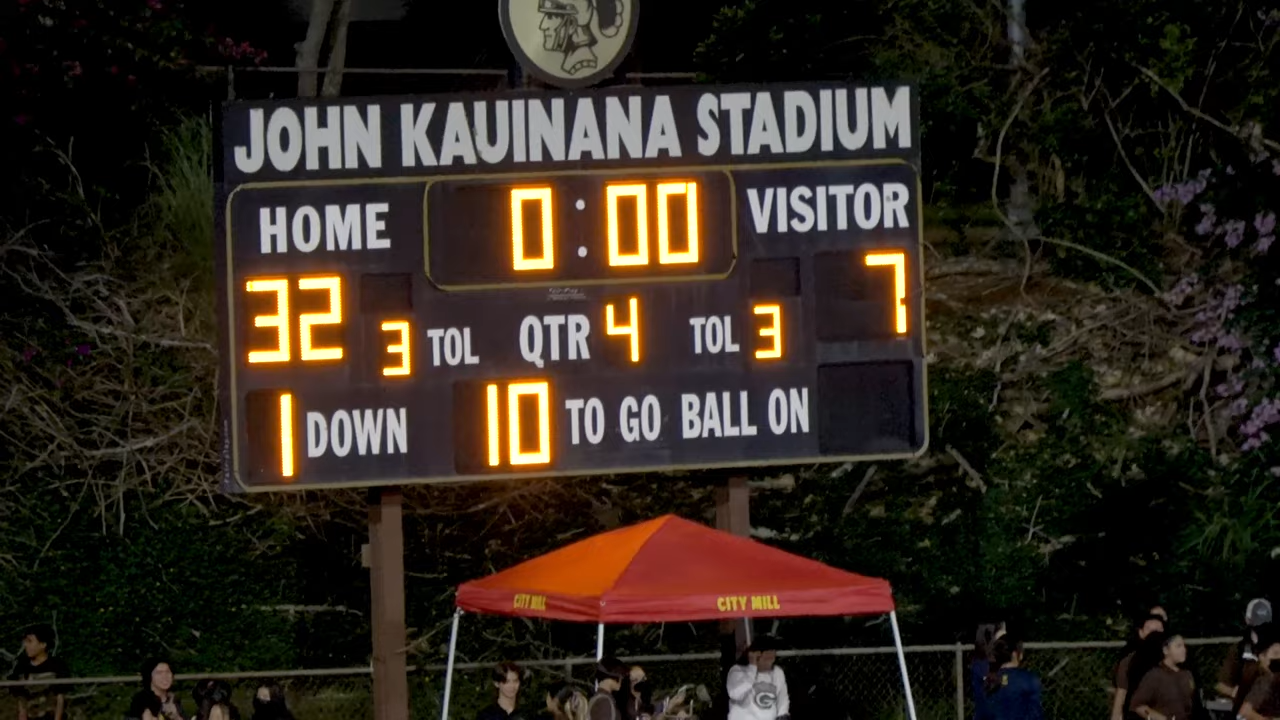 JOHN KAUINANA STADIUM
HOME 0:00 VISITOR
32 3 TOL QTR 4 TOL 3 7
1 DOWN 10 TO GO BALL ON
CITY MILL CITY MILL
G